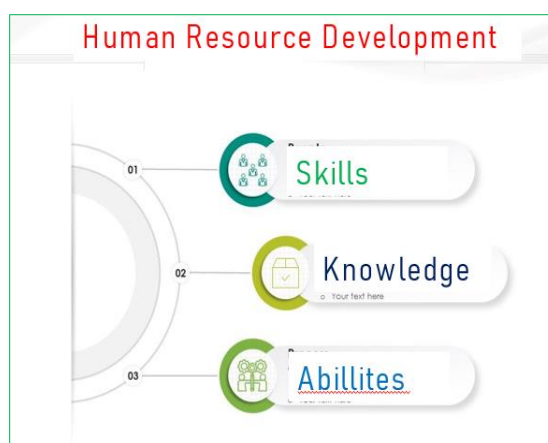 Human Resource Development
01
Skills
02
Knowledge
Your text here
03
Abillites